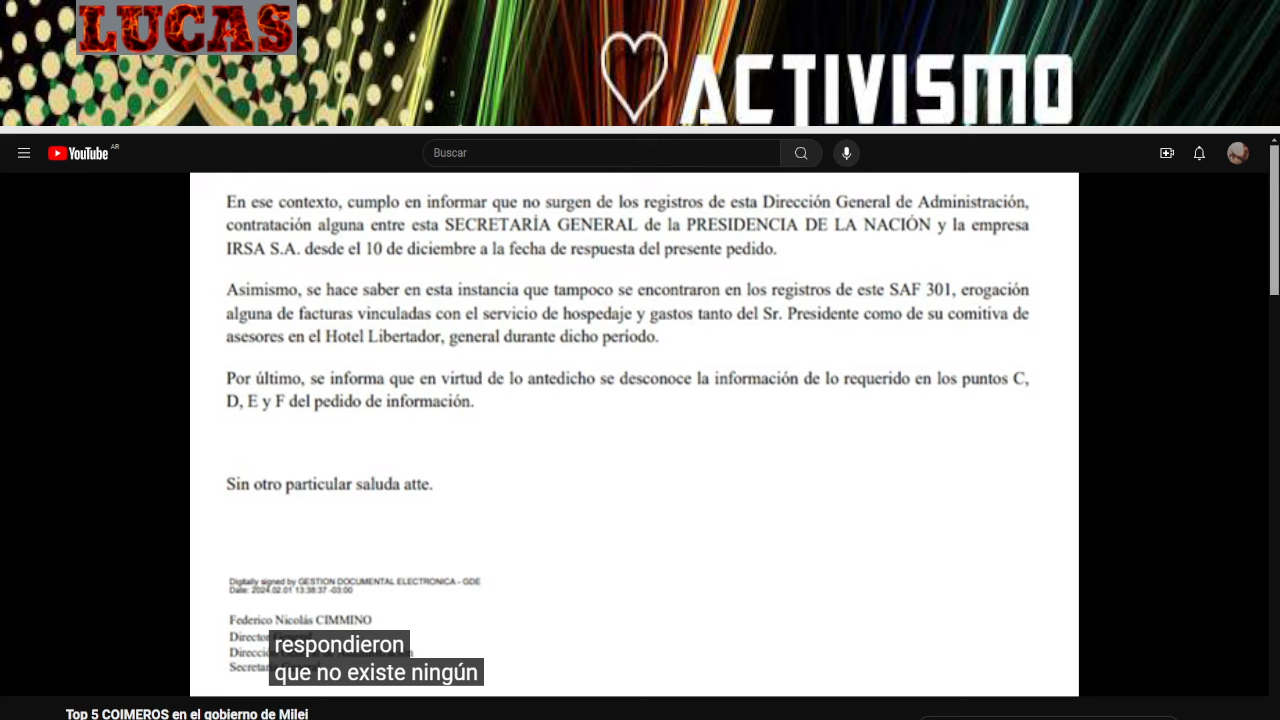 LUCAS
ACTIVISMO
YouTube AR
Buscar
En ese contexto, cumplo en informar que no surgen de los registros de esta Dirección General de Administración,
contratación alguna entre esta SECRETARÍA GENERAL de la PRESIDENCIA DE LA NACIÓN y la empresa
IRSA S.A. desde el 10 de diciembre a la fecha de respuesta del presente pedido.
Asimismo, se hace saber en esta instancia que tampoco se encontraron en los registros de este SAF 301, erogación
alguna de facturas vinculadas con el servicio de hospedaje y gastos tanto del Sr. Presidente como de su comitiva de
asesores en el Hotel Libertador, general durante dicho período.
Por último, se informa que en virtud de lo antedicho se desconoce la información de lo requerido en los puntos C,
D, E y F del pedido de información.
Sin otro particular saluda atte.
Digitally signed by GESTION DOCUMENTAL ELECTRONICA - GDE
Date: 2024.02.01 13:38:37 -03:00
Federico Nicolás CIMMINO
respondieron
que no existe ningún
Top 5 COIMEROS en el gobierno de Milei